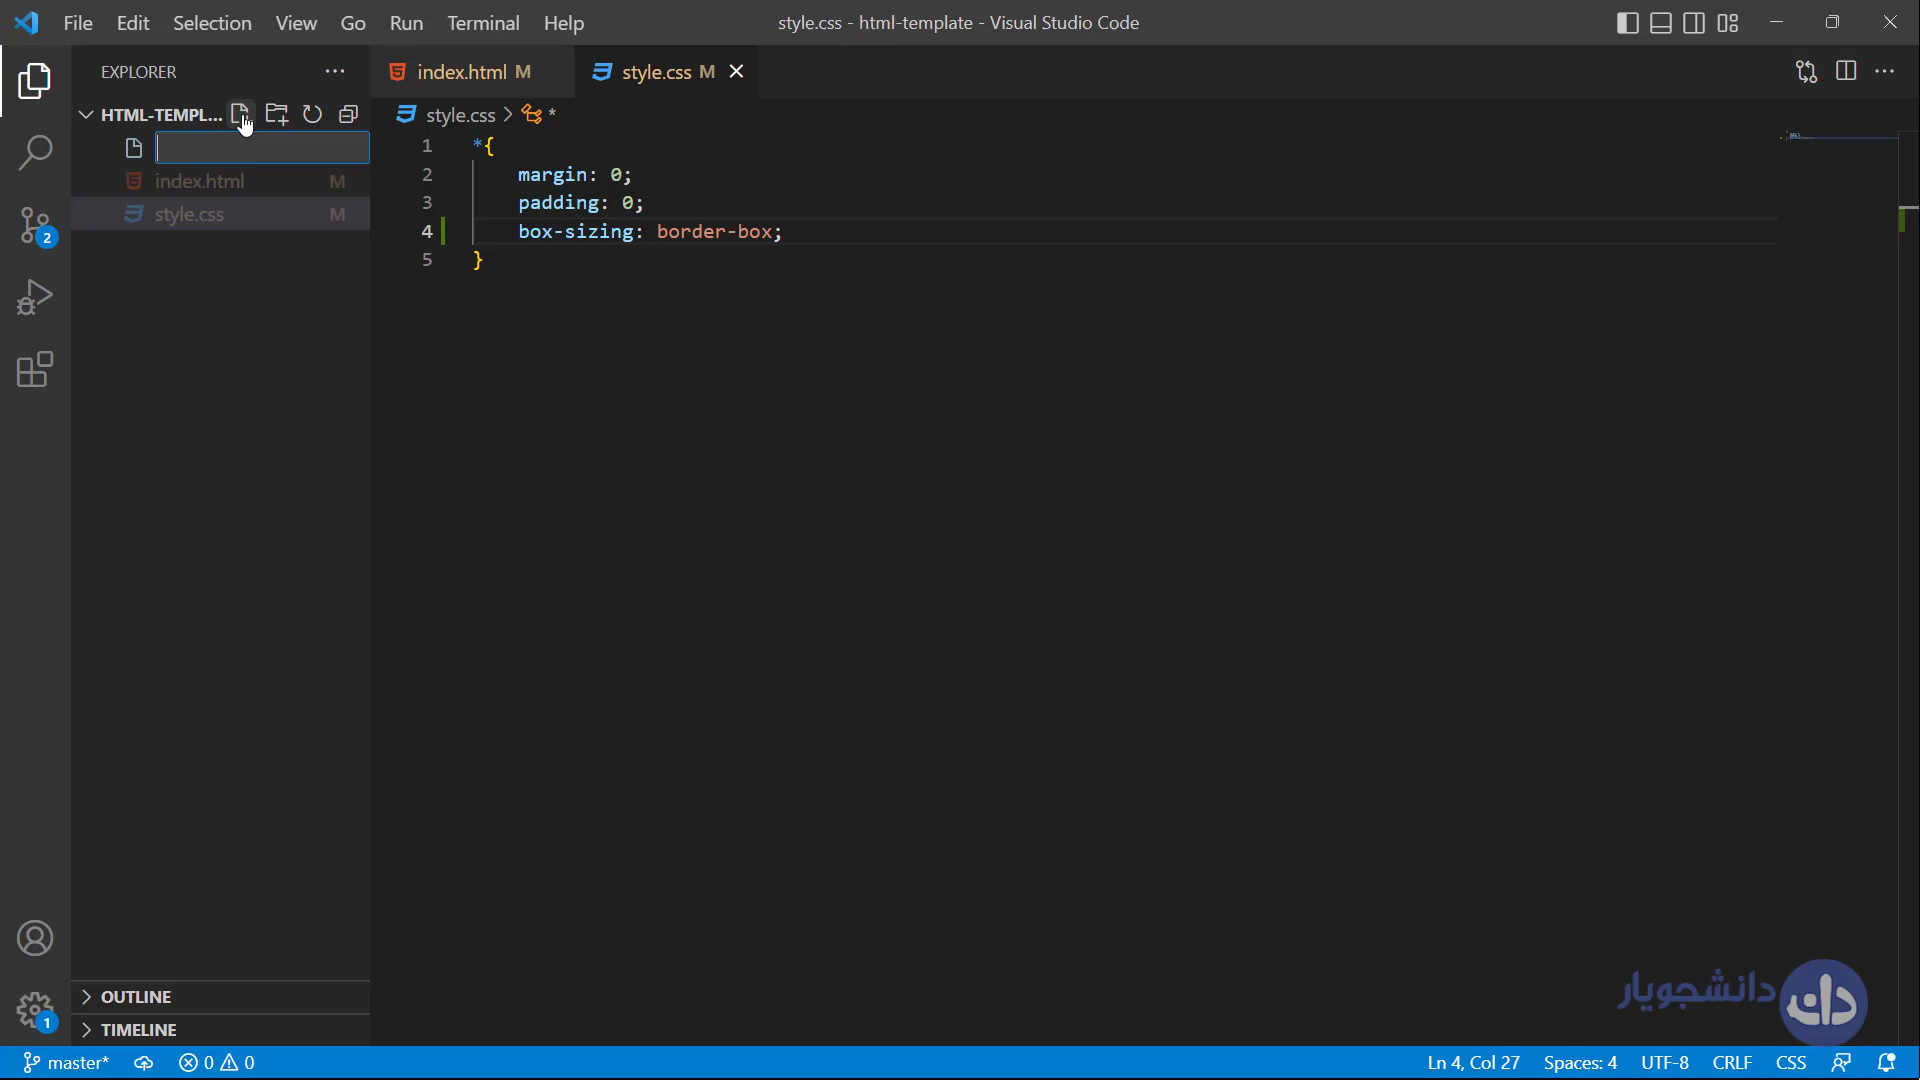 File Edit Selection View Go Run Terminal Help
style.css - html-template - Visual Studio Code
EXPLORER
HTML-TEMPL...
index.html M
style.css M
index.html M
style.css M
style.css > *
1 *{
2 margin: 0;
3 padding: 0;
4 box-sizing: border-box;
5 }
2
OUTLINE
TIMELINE
1
دانشجویار
دان
master* 0 0
Ln 4, Col 27 Spaces: 4 UTF-8 CRLF CSS